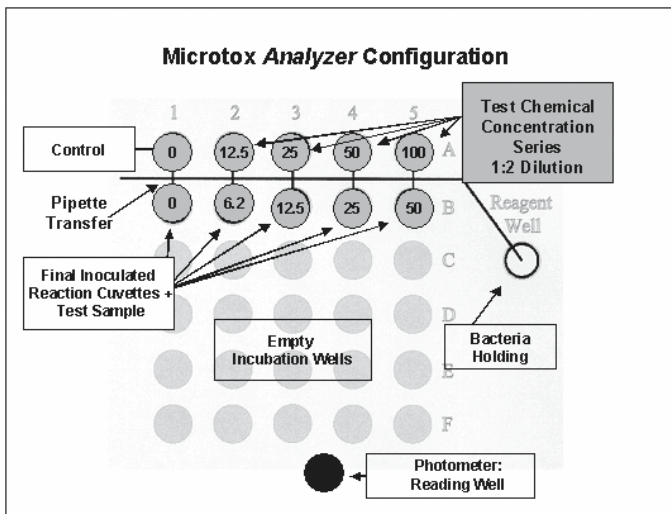 Microtox Analyzer Configuration
1 2 3 4 5
Test Chemical
Concentration
Series
1:2 Dilution
Control
0 12.5 25 50 100 A
Pipette
Transfer
0 6.2 12.5 25 50 B
Reagent
Well
Final Inoculated
Reaction Cuvettes +
Test Sample
C
D
Empty
Incubation Wells
Bacteria
Holding
E
F
Photometer:
Reading Well